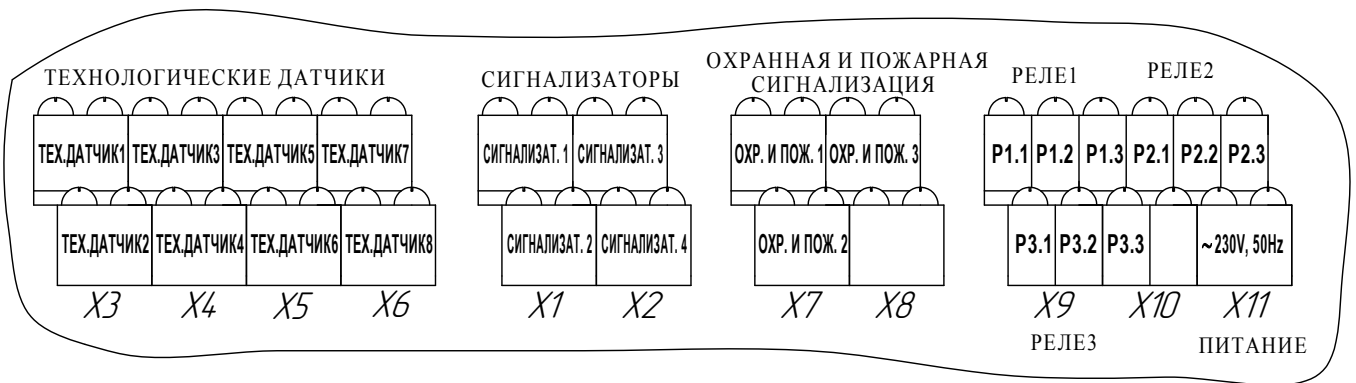 ТЕХНОЛОГИЧЕСКИЕ ДАТЧИКИ
ТЕХ.ДАТЧИК1 ТЕХ.ДАТЧИК3 ТЕХ.ДАТЧИК5 ТЕХ.ДАТЧИК7
ТЕХ.ДАТЧИК2 ТЕХ.ДАТЧИК4 ТЕХ.ДАТЧИК6 ТЕХ.ДАТЧИК8
X3 X4 X5 X6
СИГНАЛИЗАТОРЫ
СИГНАЛИЗАТ. 1 СИГНАЛИЗАТ. 3
СИГНАЛИЗАТ. 2 СИГНАЛИЗАТ. 4
X1 X2
ОХРАННАЯ И ПОЖАРНАЯ
СИГНАЛИЗАЦИЯ
ОХР. И ПОЖ. 1 ОХР. И ПОЖ. 3
ОХР. И ПОЖ. 2
X7 X8
РЕЛЕ1 РЕЛЕ2
P1.1 P1.2 P1.3 P2.1 P2.2 P2.3
P3.1 P3.2 P3.3 ~230V, 50Hz
X9 X10 X11
РЕЛЕ3 ПИТАНИЕ